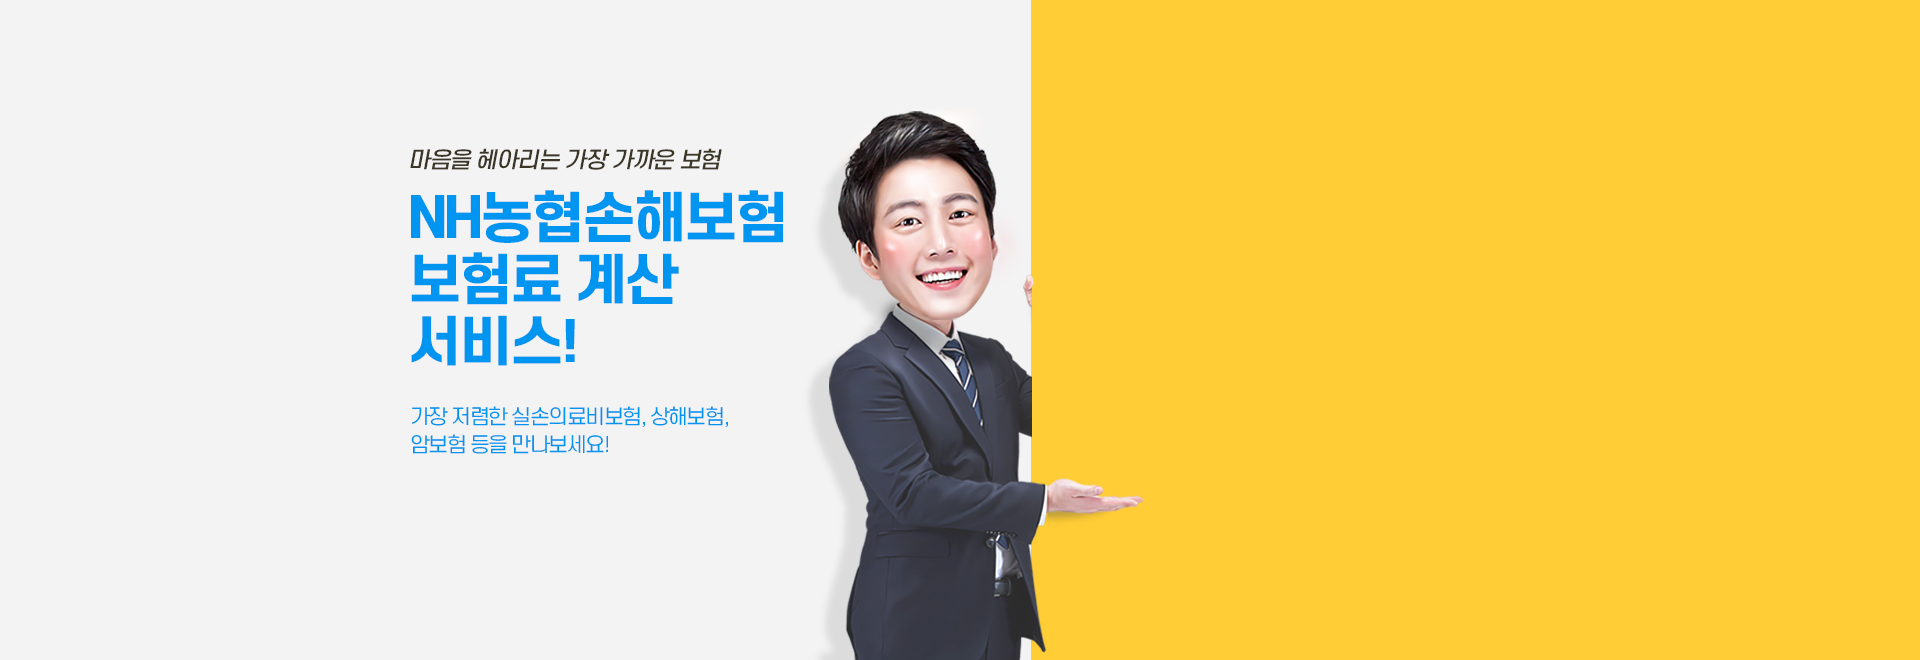 마음을 헤아리는 가장 가까운 보험
NH농협손해보험
보험료 계산
서비스!
가장 저렴한 실손의료비보험, 상해보험,
암보험 등을 만나보세요!